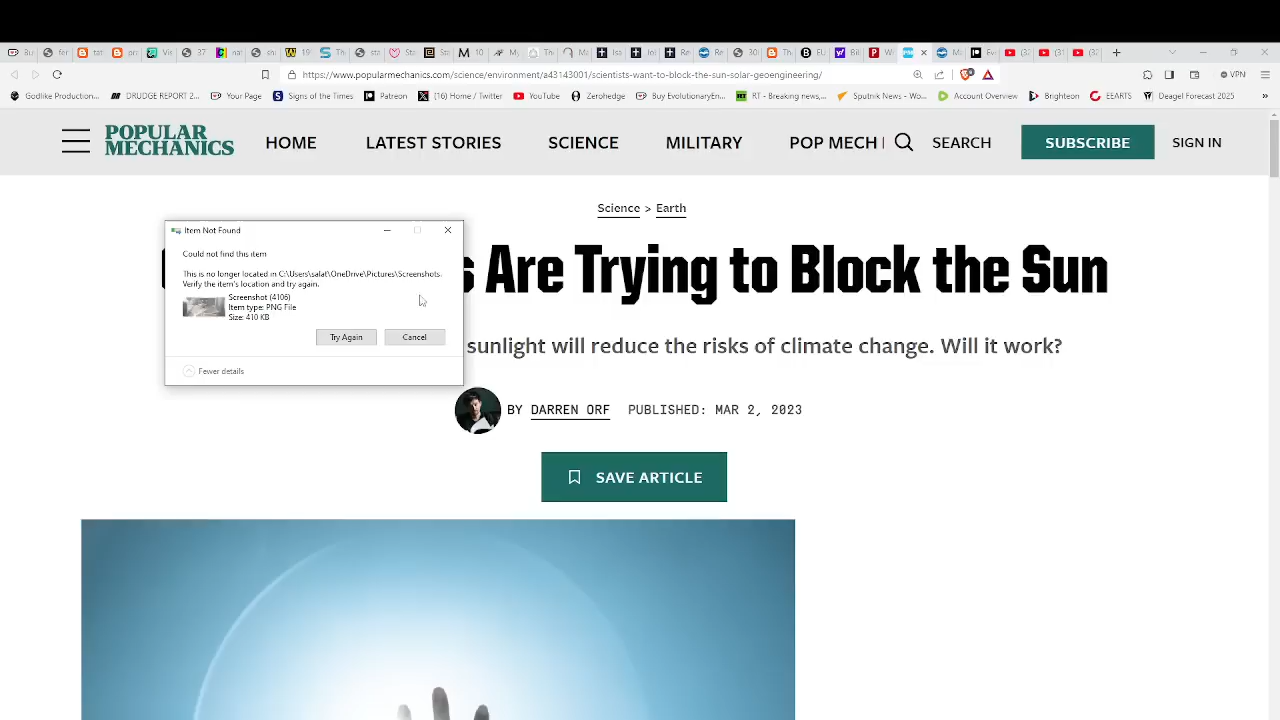 https://www.popularmechanics.com/science/environment/a43143001/scientists-want-to-block-the-sun-solar-geoengineering/
VPN
Godlike Production... DRUDGE REPORT 2... Your Page Signs of the Times Patreon (16) Home / Twitter YouTube Zerohedge Buy EvolutionaryEn... RT - Breaking news,... Sputnik News - Wo... Account Overview Brighteon EEARTS Deagel Forecast 2025 »
POPULAR
MECHANICS
HOME LATEST STORIES SCIENCE MILITARY POP MECH SEARCH SUBSCRIBE SIGN IN
Science > Earth
s Are Trying to Block the Sun
sunlight will reduce the risks of climate change. Will it work?
BY DARREN ORF PUBLISHED: MAR 2, 2023
SAVE ARTICLE
Item Not Found
Could not find this item
This is no longer located in C:\Users\salat\OneDrive\Pictures\Screenshots.
Verify the item's location and try again.
Screenshot (4106)
Item type: PNG File
Size: 410 KB
Try Again Cancel
Fewer details